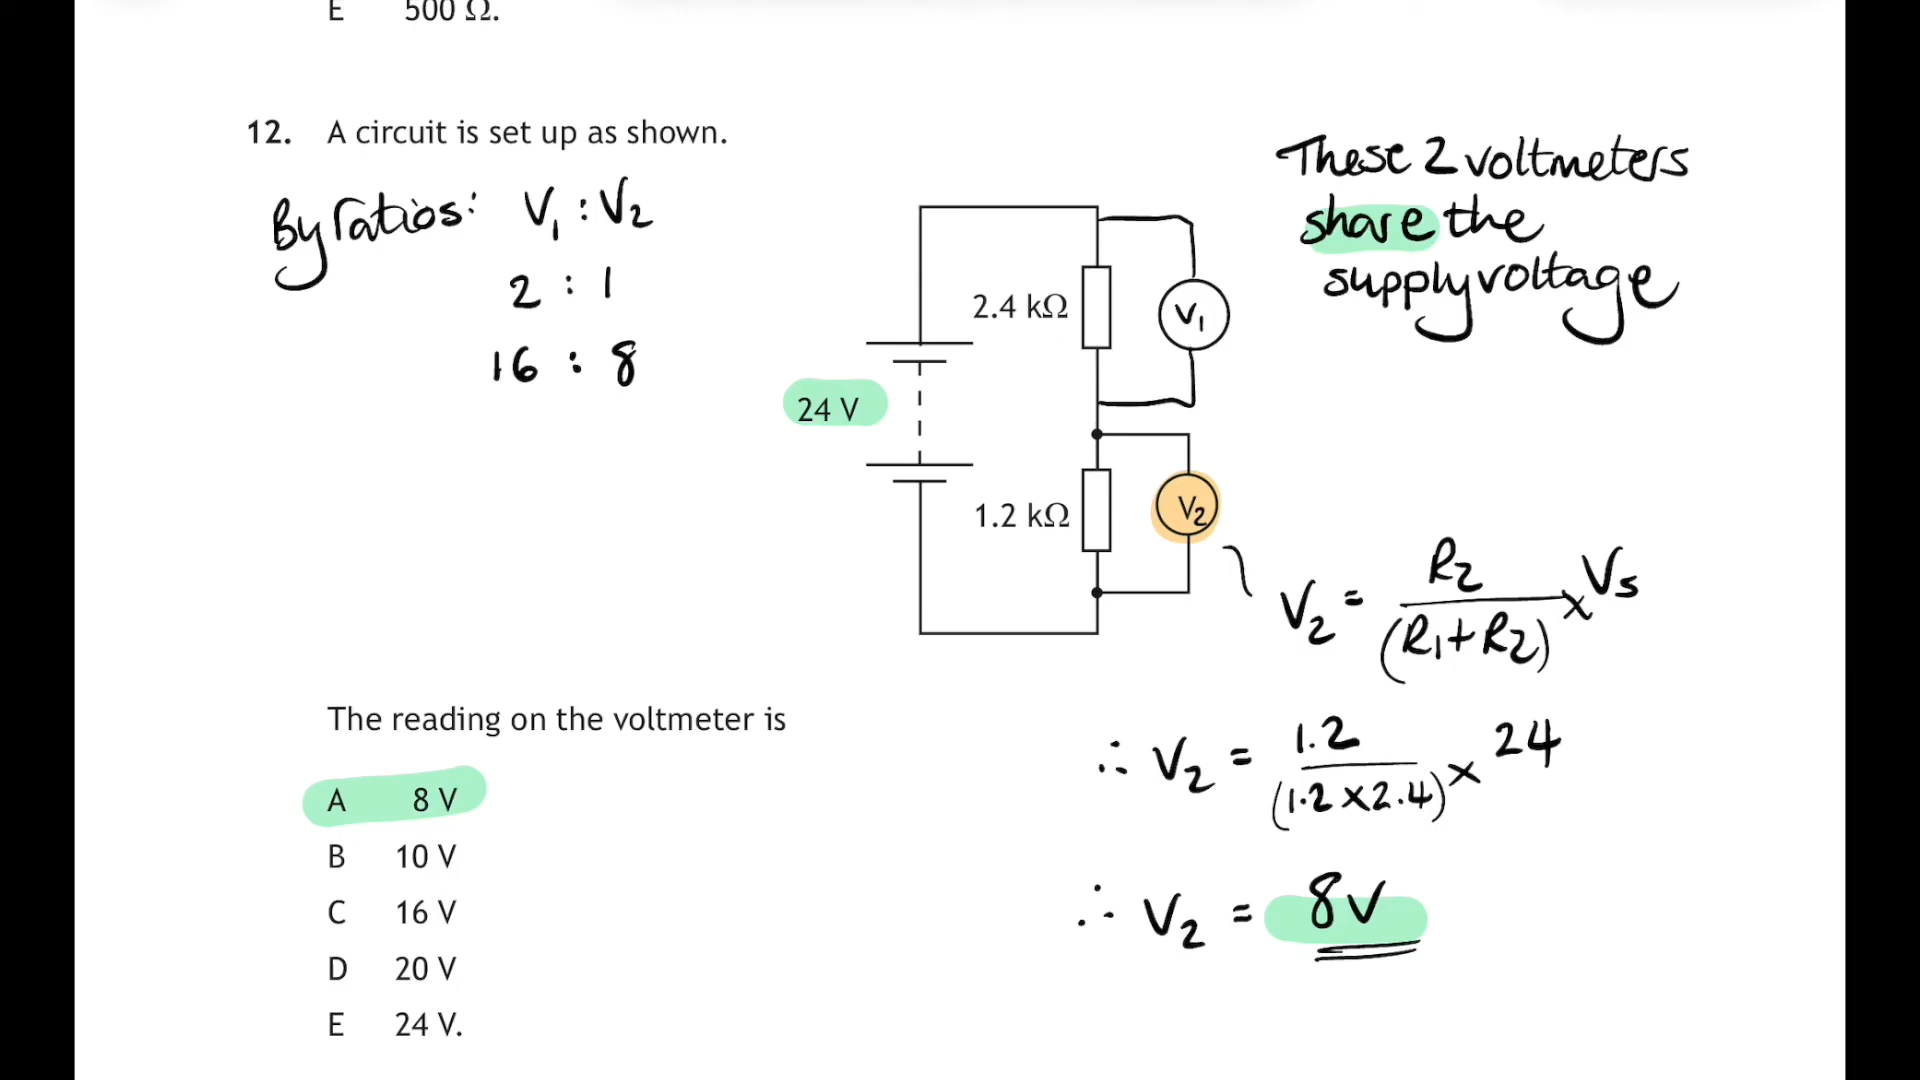 E 500 Ω.
12. A circuit is set up as shown.
By ratios: V₁ : V₂
2 : 1
16 : 8
These 2 voltmeters
share the
supply voltage
2.4 kΩ
V₁
24 V
1.2 kΩ
V₂
V₂ = R₂/(R₁+R₂) × Vs
The reading on the voltmeter is
∴ V₂ = 1.2/(1.2×2.4) × 24
∴ V₂ = 8V
A 8 V
B 10 V
C 16 V
D 20 V
E 24 V.